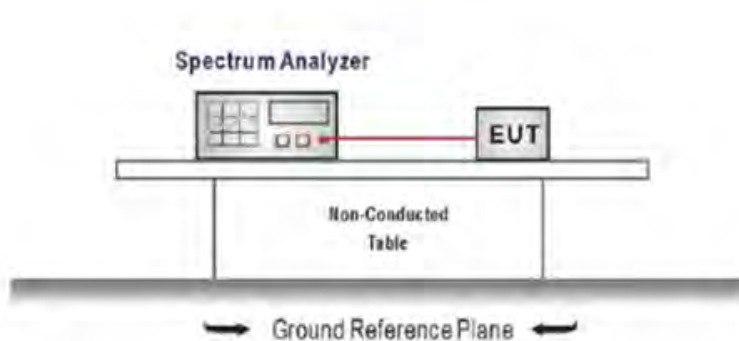 Spectrum Analyzer
EUT
Non-Conducted
Table
Ground Reference Plane